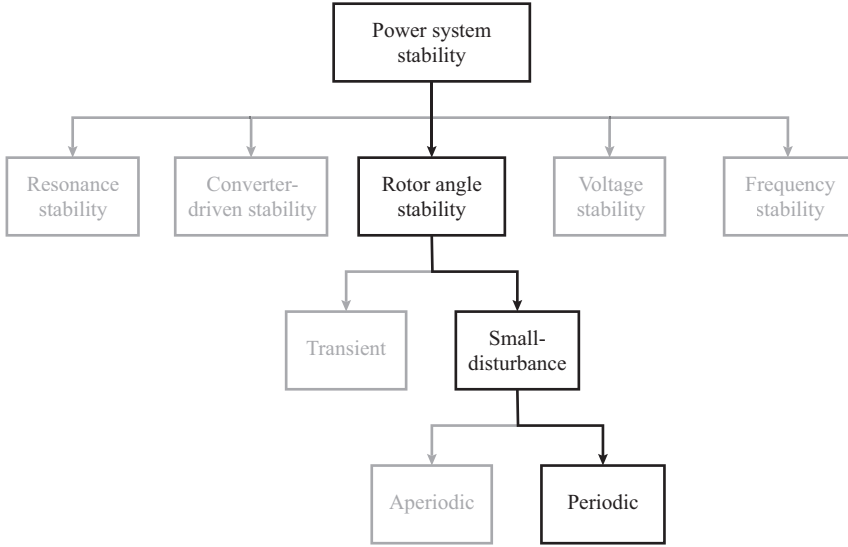 Power system
stability
Resonance
stability
Converter-
driven stability
Rotor angle
stability
Voltage
stability
Frequency
stability
Transient
Small-
disturbance
Aperiodic
Periodic